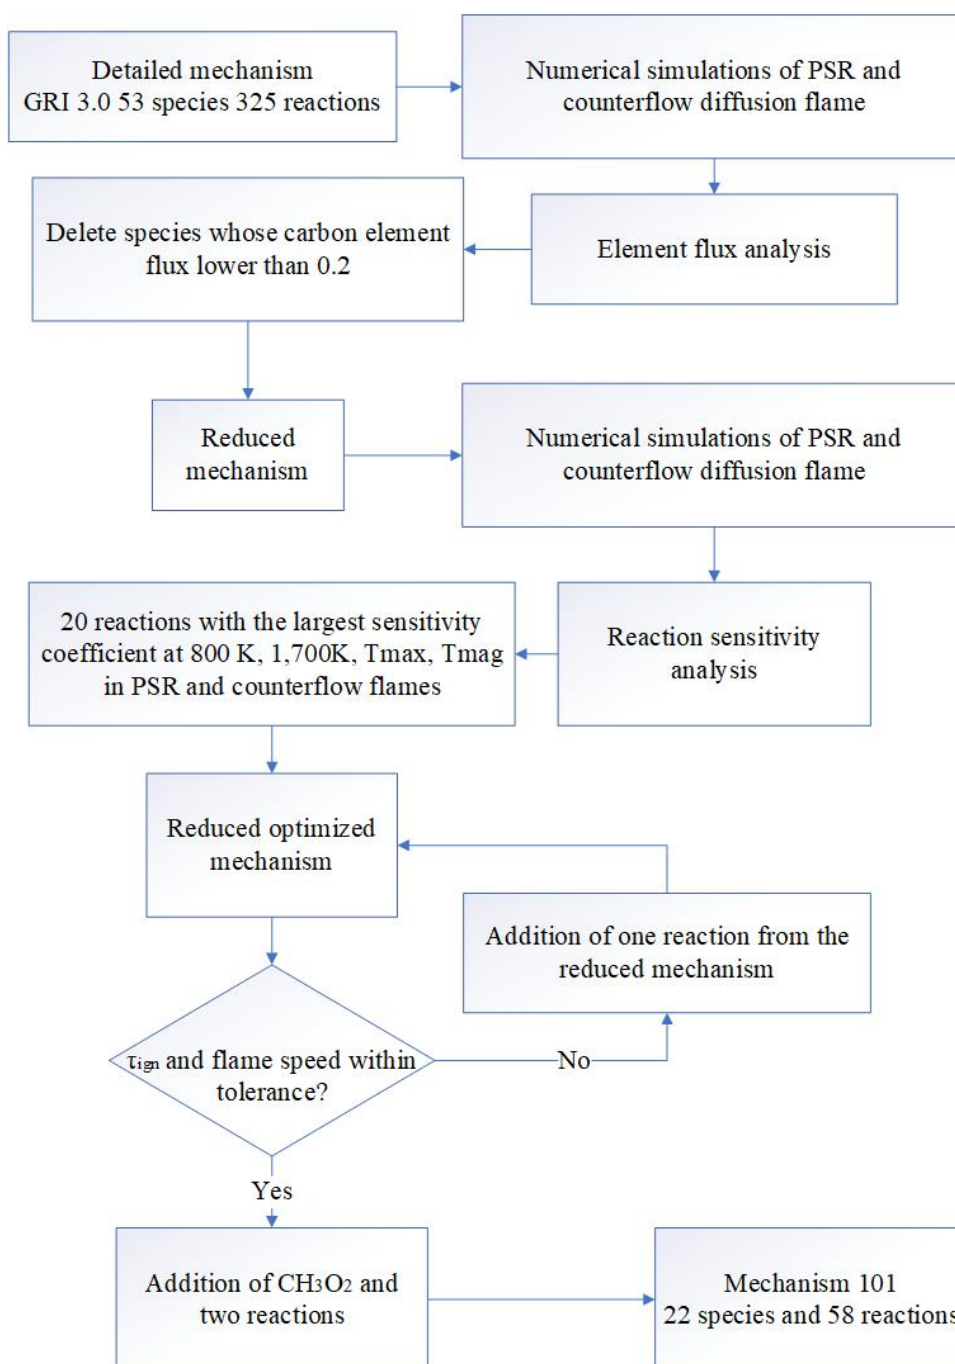 Detailed mechanism
GRI 3.0 53 species 325 reactions
Numerical simulations of PSR and
counterflow diffusion flame
Element flux analysis
Delete species whose carbon element
flux lower than 0.2
Reduced
mechanism
Numerical simulations of PSR and
counterflow diffusion flame
Reaction sensitivity
analysis
20 reactions with the largest sensitivity
coefficient at 800 K, 1,700K, Tmax, Tmag
in PSR and counterflow flames
Reduced optimized
mechanism
Addition of one reaction from the
reduced mechanism
τign and flame speed within
tolerance?
No
Yes
Addition of CH3O2 and
two reactions
Mechanism 101
22 species and 58 reactions